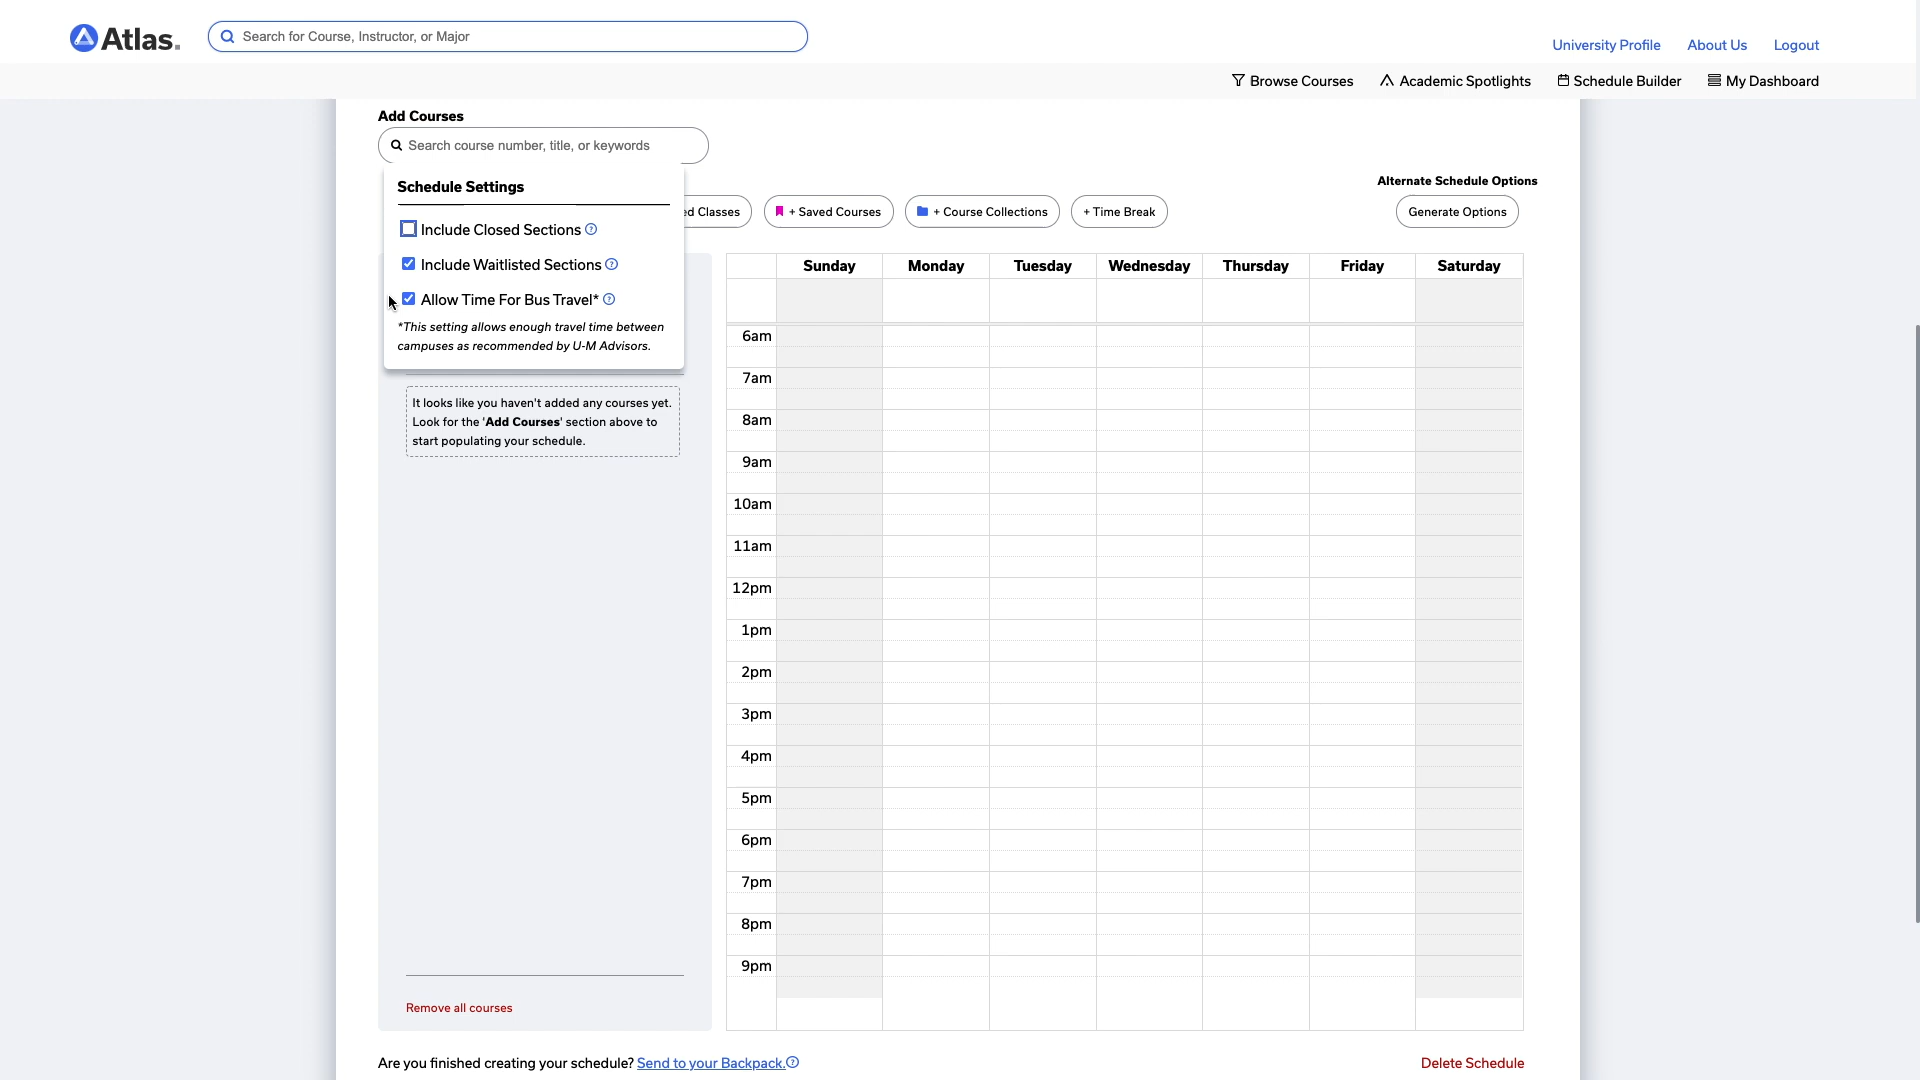 Atlas.
Search for Course, Instructor, or Major
University Profile
About Us
Logout
Browse Courses
Academic Spotlights
Schedule Builder
My Dashboard
Add Courses
Search course number, title, or keywords
Schedule Settings
Include Closed Sections
Include Waitlisted Sections
Allow Time For Bus Travel*
*This setting allows enough travel time between
campuses as recommended by U-M Advisors.
Classes
+ Saved Courses
+ Course Collections
+ Time Break
Alternate Schedule Options
Generate Options
It looks like you haven't added any courses yet.
Look for the 'Add Courses' section above to
start populating your schedule.
Remove all courses
Sunday Monday Tuesday Wednesday Thursday Friday Saturday
6am
7am
8am
9am
10am
11am
12pm
1pm
2pm
3pm
4pm
5pm
6pm
7pm
8pm
9pm
Are you finished creating your schedule? Send to your Backpack.
Delete Schedule